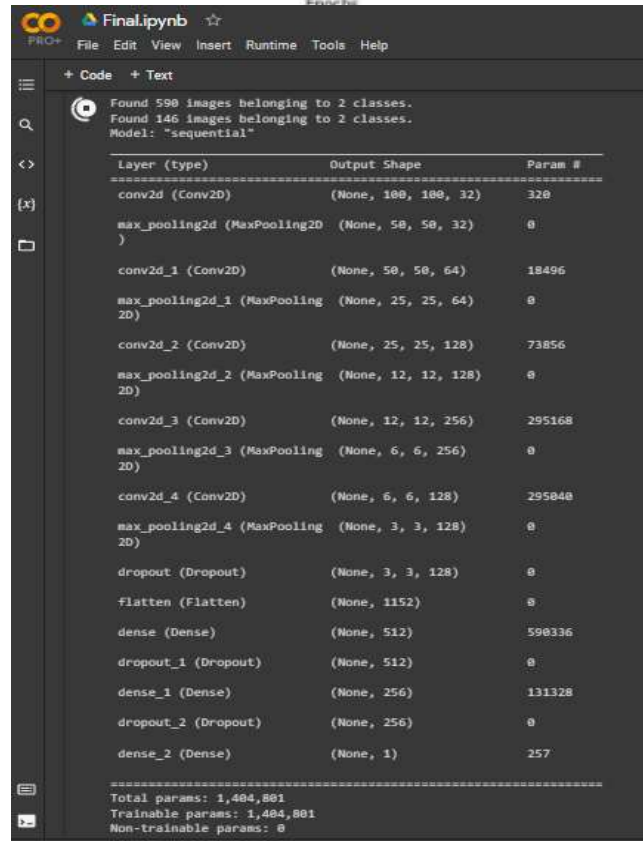 Epochs
CO Final.ipynb ☆
PRO+ File Edit View Insert Runtime Tools Help
+ Code + Text
Found 590 images belonging to 2 classes.
Found 146 images belonging to 2 classes.
Model: "sequential"
Layer (type) Output Shape Param #
=================================================================
conv2d (Conv2D) (None, 100, 100, 32) 320
max_pooling2d (MaxPooling2D (None, 50, 50, 32) 0
)
conv2d_1 (Conv2D) (None, 50, 50, 64) 18496
max_pooling2d_1 (MaxPooling (None, 25, 25, 64) 0
2D)
conv2d_2 (Conv2D) (None, 25, 25, 128) 73856
max_pooling2d_2 (MaxPooling (None, 12, 12, 128) 0
2D)
conv2d_3 (Conv2D) (None, 12, 12, 256) 295168
max_pooling2d_3 (MaxPooling (None, 6, 6, 256) 0
2D)
conv2d_4 (Conv2D) (None, 6, 6, 128) 295040
max_pooling2d_4 (MaxPooling (None, 3, 3, 128) 0
2D)
dropout (Dropout) (None, 3, 3, 128) 0
flatten (Flatten) (None, 1152) 0
dense (Dense) (None, 512) 590336
dropout_1 (Dropout) (None, 512) 0
dense_1 (Dense) (None, 256) 131328
dropout_2 (Dropout) (None, 256) 0
dense_2 (Dense) (None, 1) 257
=================================================================
Total params: 1,404,801
Trainable params: 1,404,801
Non-trainable params: 0